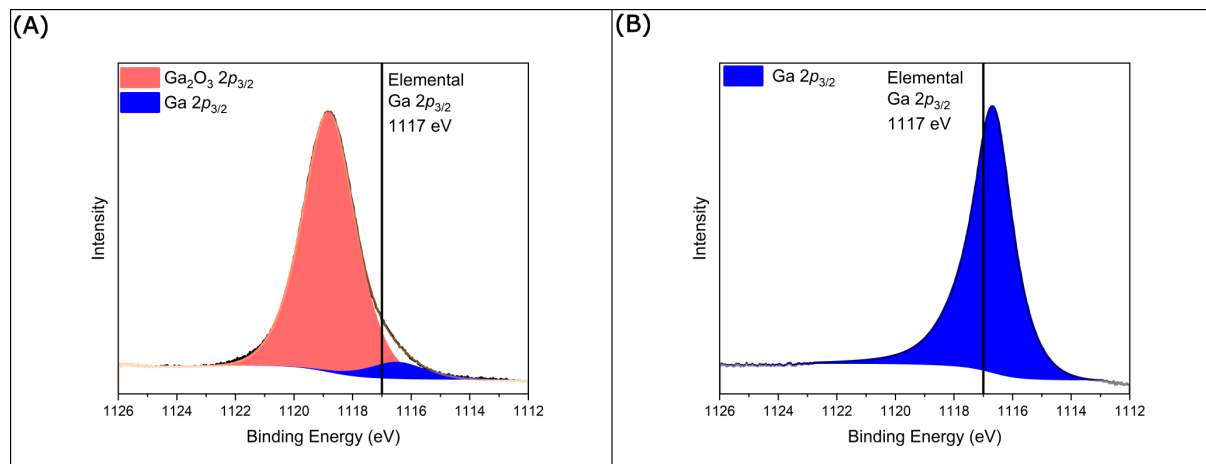 (A)
Ga₂O₃ 2p₃/₂
Ga 2p₃/₂
Elemental
Ga 2p₃/₂
1117 eV
Intensity
1126 1124 1122 1120 1118 1116 1114 1112
Binding Energy (eV)
(B)
Ga 2p₃/₂
Elemental
Ga 2p₃/₂
1117 eV
Intensity
1126 1124 1122 1120 1118 1116 1114 1112
Binding Energy (eV)